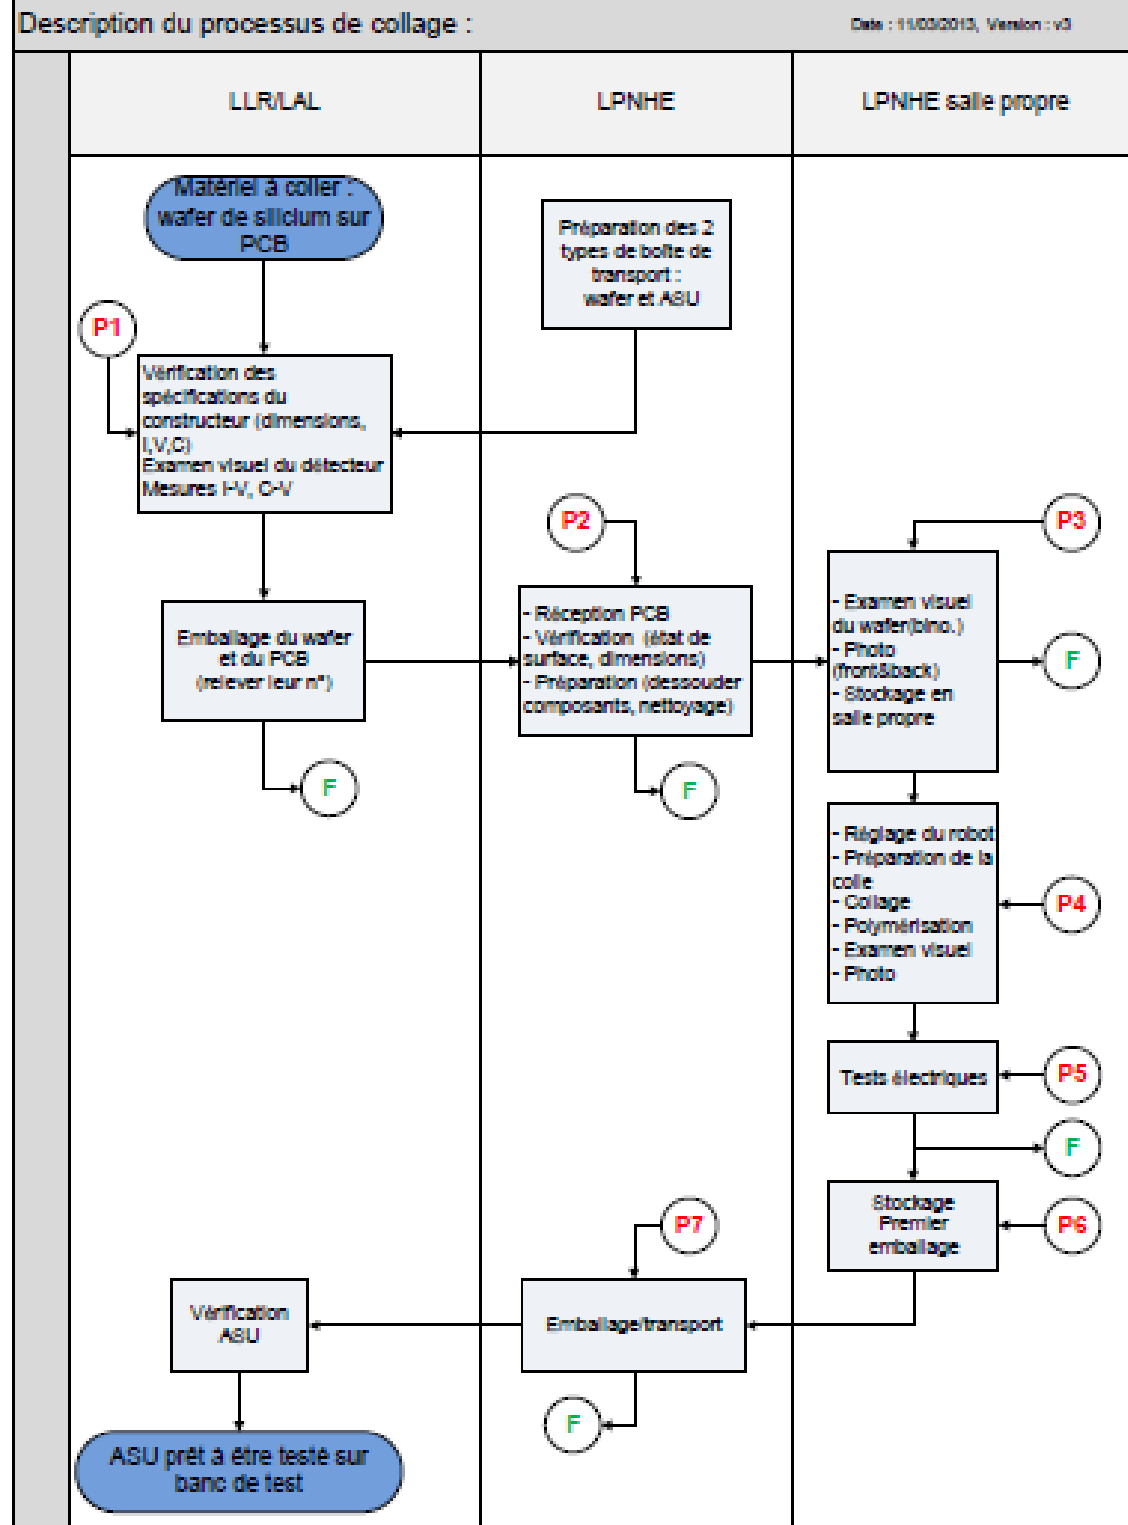 Description du processus de collage :
Date : 11/03/2013, Version : v3
LLR/LAL
LPNHE
LPNHE salle propre
Matériel à coller :
wafer de silicium sur
PCB
Préparation des 2
types de boîte de
transport :
wafer et ASU
P1
Vérification des
spécifications du
constructeur (dimensions,
I,V,C)
Examen visuel du détecteur
Mesures I-V, C-V
P2
P3
Emballage du wafer
et du PCB
(relever leur n°)
- Réception PCB
- Vérification (état de
surface, dimensions)
- Préparation (dessouder
composants, nettoyage)
- Examen visuel
du wafer(bino.)
- Photo
(front&back)
- Stockage en
salle propre
F
F
F
- Réglage du robot
- Préparation de la
colle
- Collage
- Polymérisation
- Examen visuel
- Photo
P4
Tests électriques
P5
F
Stockage
Premier
emballage
P6
P7
Vérification
ASU
Emballage/transport
F
ASU prêt à être testé sur
banc de test